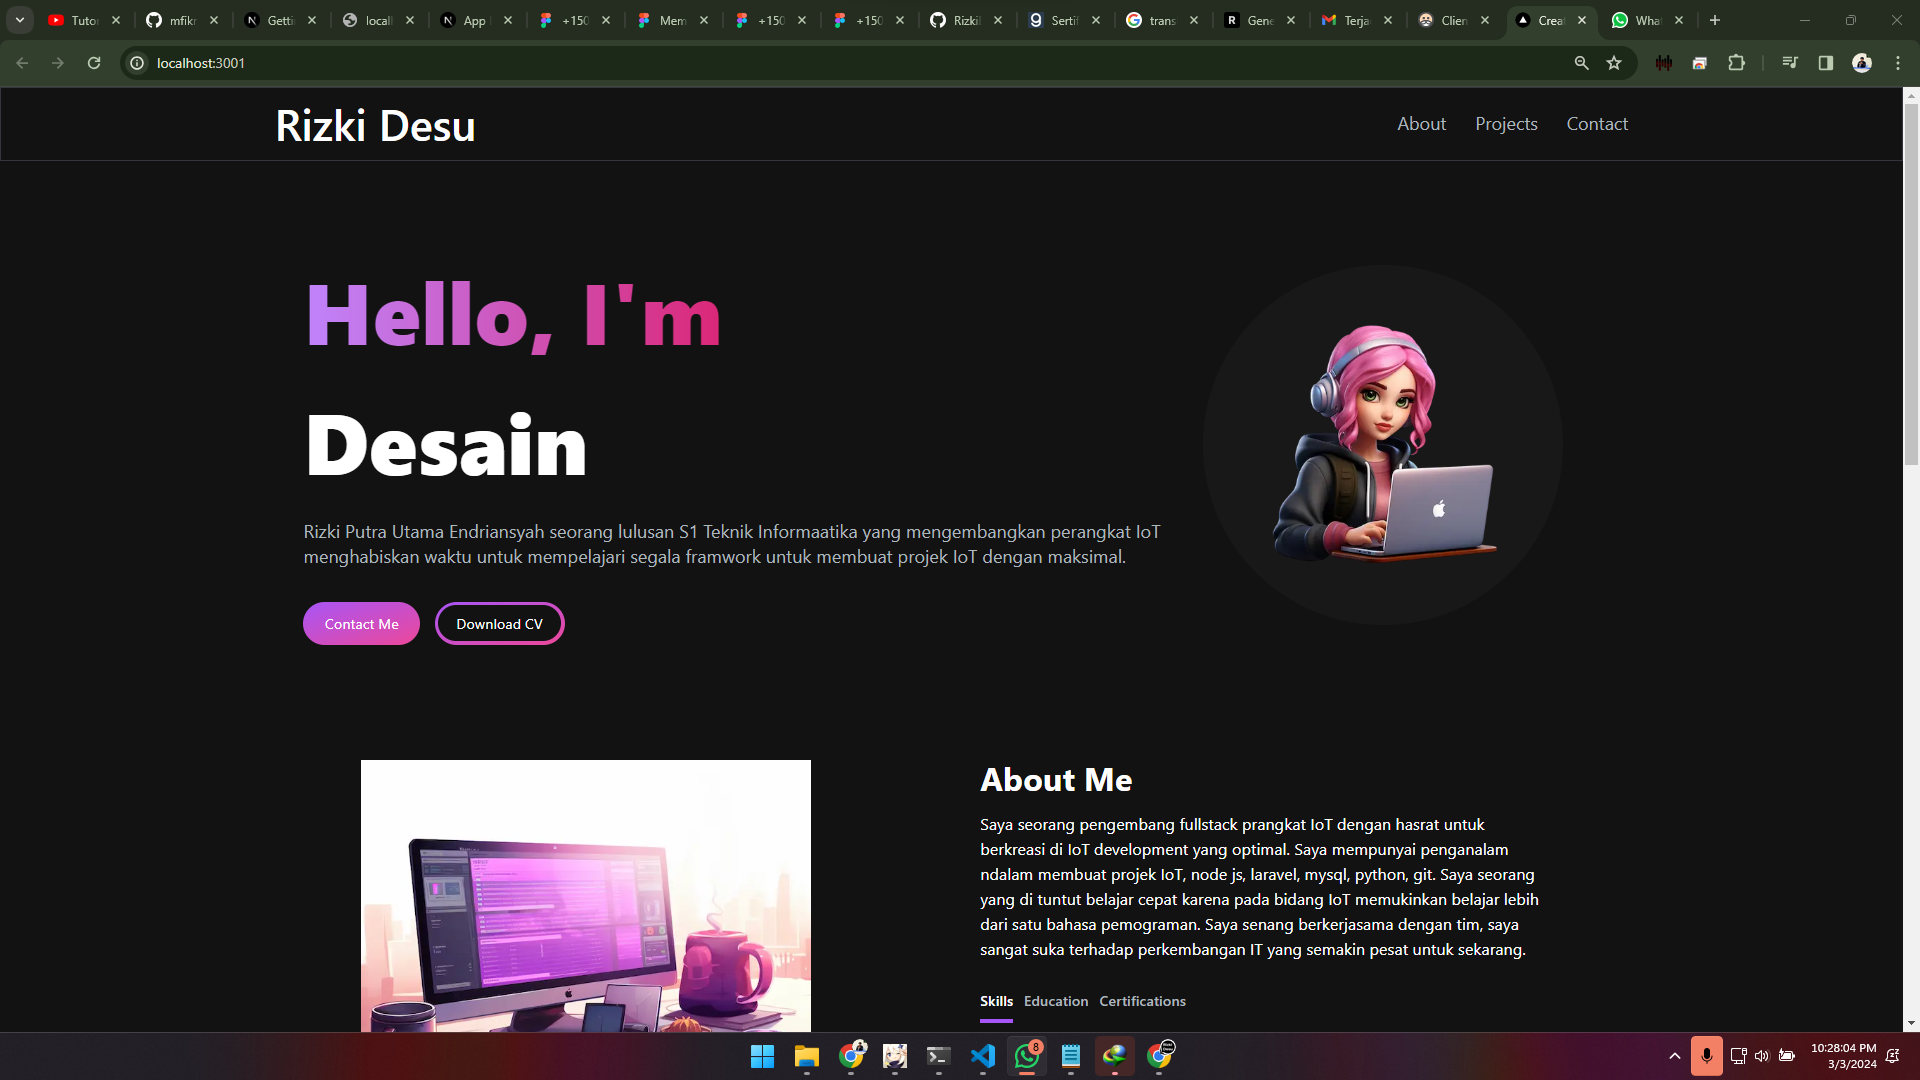 Tutor
mfikr
Getti
locall
App
+150
Mem
+150
+150
Rizkil
Sertif
trans
Gene
Terja
Clien
Crea
Wha
localhost:3001
Rizki Desu
About
Projects
Contact
Hello, I'm
Desain
Rizki Putra Utama Endriansyah seorang lulusan S1 Teknik Informaatika yang mengembangkan perangkat IoT
menghabiskan waktu untuk mempelajari segala framwork untuk membuat projek IoT dengan maksimal.
Contact Me
Download CV
About Me
Saya seorang pengembang fullstack prangkat IoT dengan hasrat untuk
berkreasi di IoT development yang optimal. Saya mempunyai penganalam
ndalam membuat projek IoT, node js, laravel, mysql, python, git. Saya seorang
yang di tuntut belajar cepat karena pada bidang IoT memukinkan belajar lebih
dari satu bahasa pemograman. Saya senang berkerjasama dengan tim, saya
sangat suka terhadap perkembangan IT yang semakin pesat untuk sekarang.
Skills
Education
Certifications
8
10:28:04 PM
3/3/2024